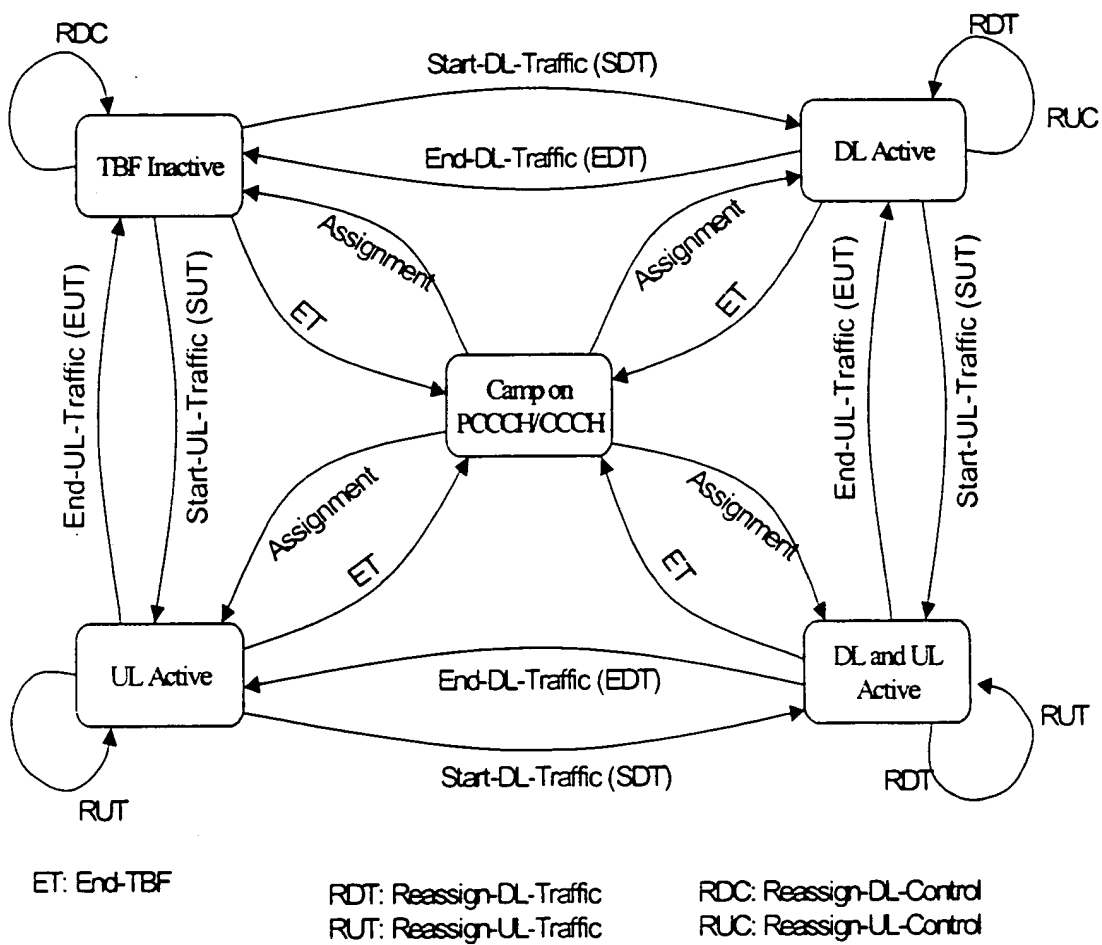 RDC
RDT
Start-DL-Traffic (SDT)
RUC
TBF Inactive
End-DL-Traffic (EDT)
DL Active
Assignment
Assignment
ET
ET
End-UL-Traffic (EUT)
Start-UL-Traffic (SUT)
End-UL-Traffic (EUT)
Start-UL-Traffic (SUT)
Camp on
PCCCH/CCCH
Assignment
Assignment
ET
ET
UL Active
End-DL-Traffic (EDT)
DL and UL
Active
RUT
Start-DL-Traffic (SDT)
RDT
RUT
ET: End-TBF
RDT: Reassign-DL-Traffic
RDC: Reassign-DL-Control
RUT: Reassign-UL-Traffic
RUC: Reassign-UL-Control